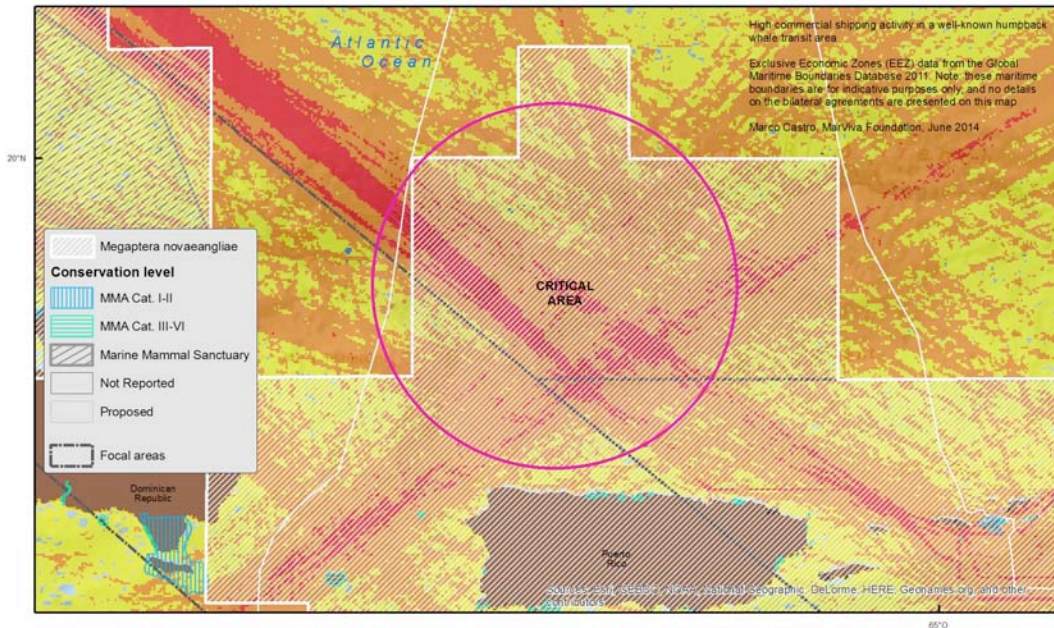 Atlantic
Ocean
High commercial shipping activity in a well-known humpback
whale transit area
Exclusive Economic Zones (EEZ) data from the Global
Maritime Boundaries Database 2011. Note: these maritime
boundaries are for indicative purposes only, and no details
on the bilateral agreements are presented on this map
Marco Castro, MarViva Foundation, June 2014
20°N
Megaptera novaeangliae
Conservation level
MMA Cat. I-II
MMA Cat. III-VI
Marine Mammal Sanctuary
Not Reported
Proposed
Focal areas
CRITICAL
AREA
Dominican
Republic
Puerto
Rico
Sources: Esri, GEBCO, NOAA, National Geographic, DeLorme, HERE, Geonames.org, and other
contributors
65°O